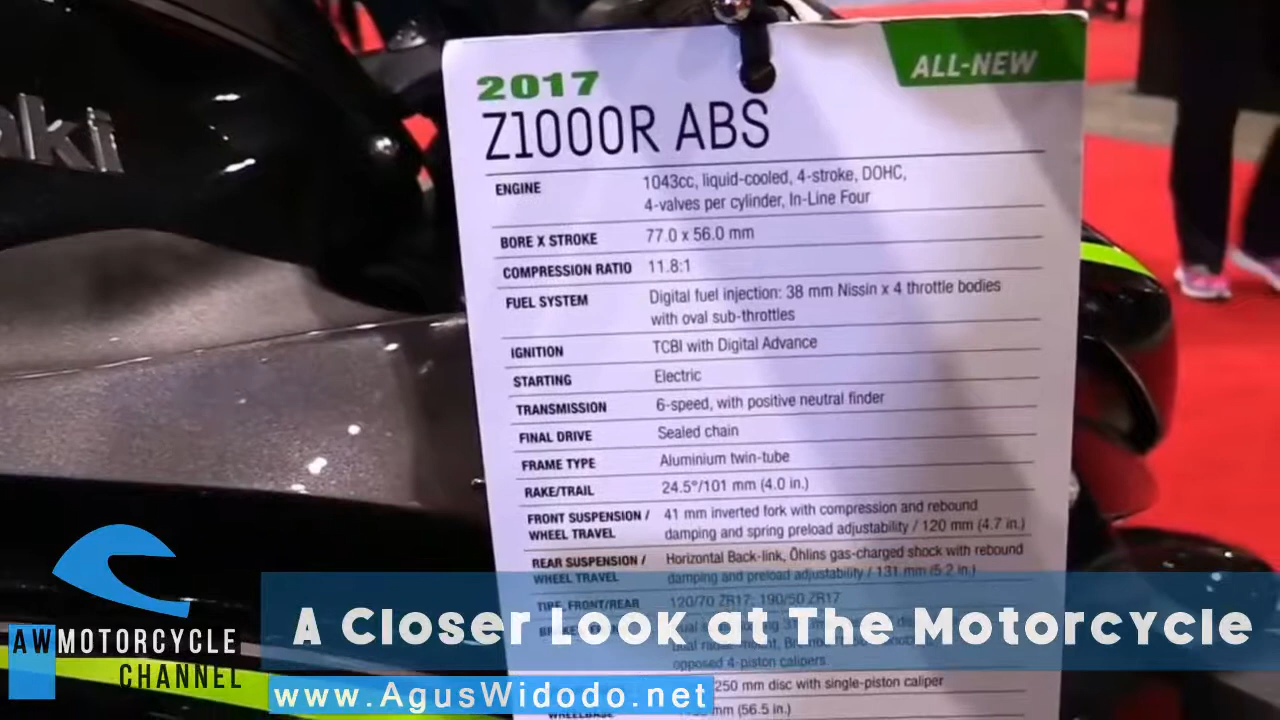 ki
2017
ALL-NEW
Z1000R ABS
ENGINE 1043cc, liquid-cooled, 4-stroke, DOHC,
4-valves per cylinder, In-Line Four
BORE X STROKE 77.0 x 56.0 mm
COMPRESSION RATIO 11.8:1
FUEL SYSTEM Digital fuel injection: 38 mm Nissin x 4 throttle bodies
with oval sub-throttles
IGNITION TCBI with Digital Advance
STARTING Electric
TRANSMISSION 6-speed, with positive neutral finder
FINAL DRIVE Sealed chain
FRAME TYPE Aluminium twin-tube
RAKE/TRAIL 24.5°/101 mm (4.0 in.)
FRONT SUSPENSION / 41 mm inverted fork with compression and rebound
WHEEL TRAVEL damping and spring preload adjustability / 120 mm (4.7 in.)
REAR SUSPENSION / Horizontal Back-link, Öhlins gas-charged shock with rebound
WHEEL TRAVEL damping and preload adjustability / 131 mm (5.2 in.)
TIRE, FRONT/REAR 120/70 ZR17; 190/50 ZR17
opposed 4-piston calipers
250 mm disc with single-piston caliper
WHEELBASE mm (56.5 in.)
A Closer Look at The Motorcycle
AWMOTORCYCLE
CHANNEL
www.AgusWidodo.net